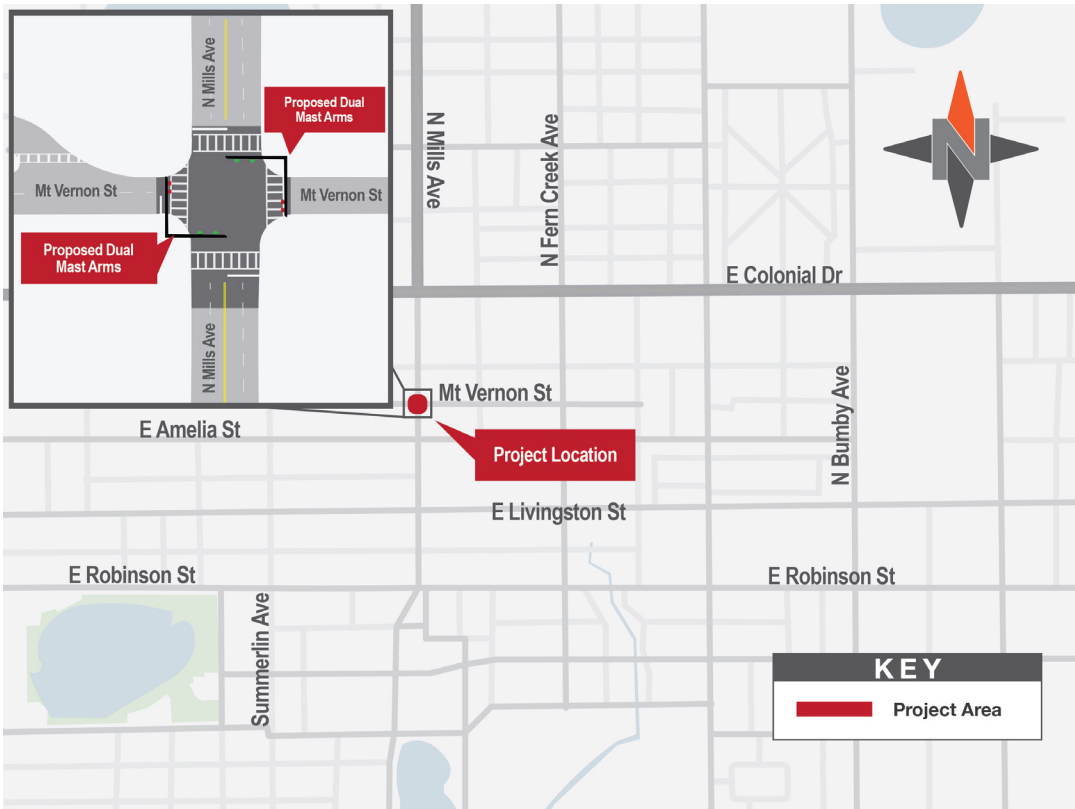 N Mills Ave
Proposed Dual
Mast Arms
Mt Vernon St
Mt Vernon St
Proposed Dual
Mast Arms
N Mills Ave
N Mills Ave
N Fern Creek Ave
N
E Colonial Dr
Mt Vernon St
N Bumby Ave
E Amelia St
Project Location
E Livingston St
E Robinson St
E Robinson St
Summerlin Ave
KEY
Project Area